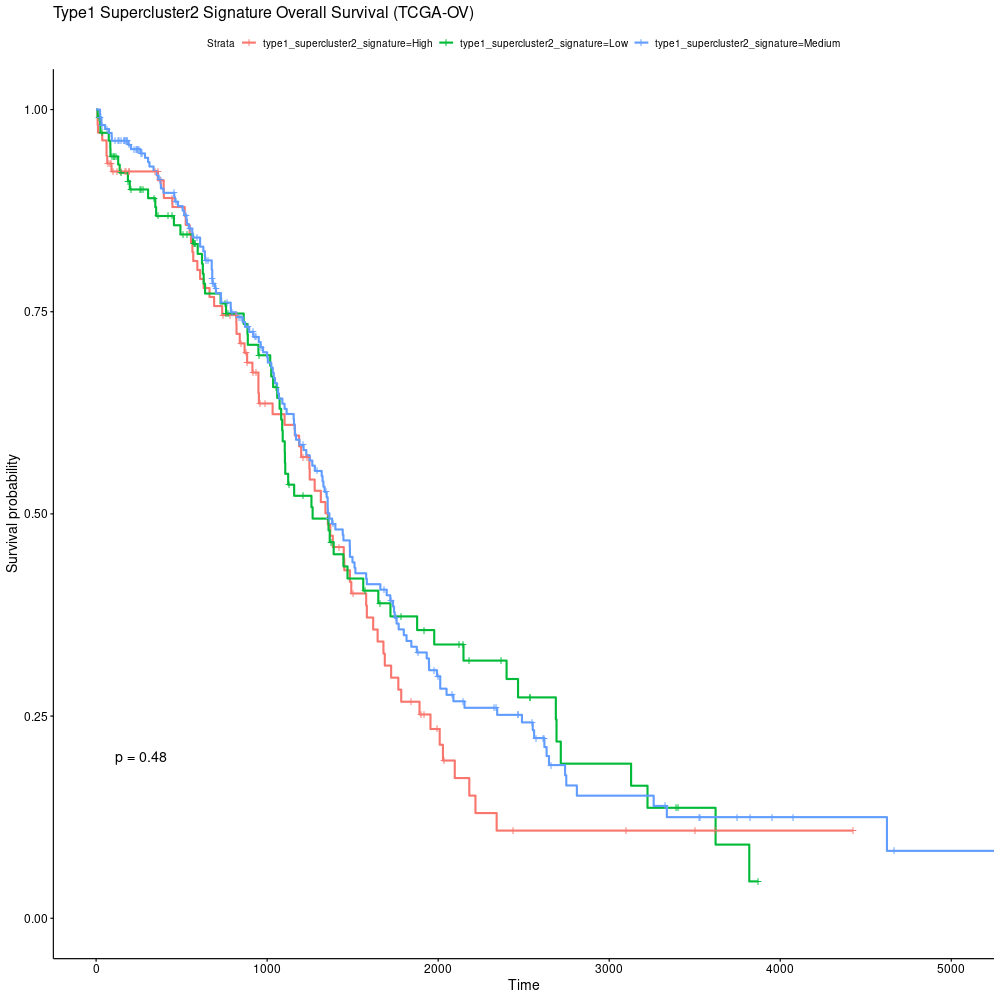 Type1 Supercluster2 Signature Overall Survival (TCGA-OV)
Strata type1_supercluster2_signature=High type1_supercluster2_signature=Low type1_supercluster2_signature=Medium
1.00
0.75
0.50
0.25
0.00
Survival probability
p = 0.48
0 1000 2000 3000 4000 5000
Time